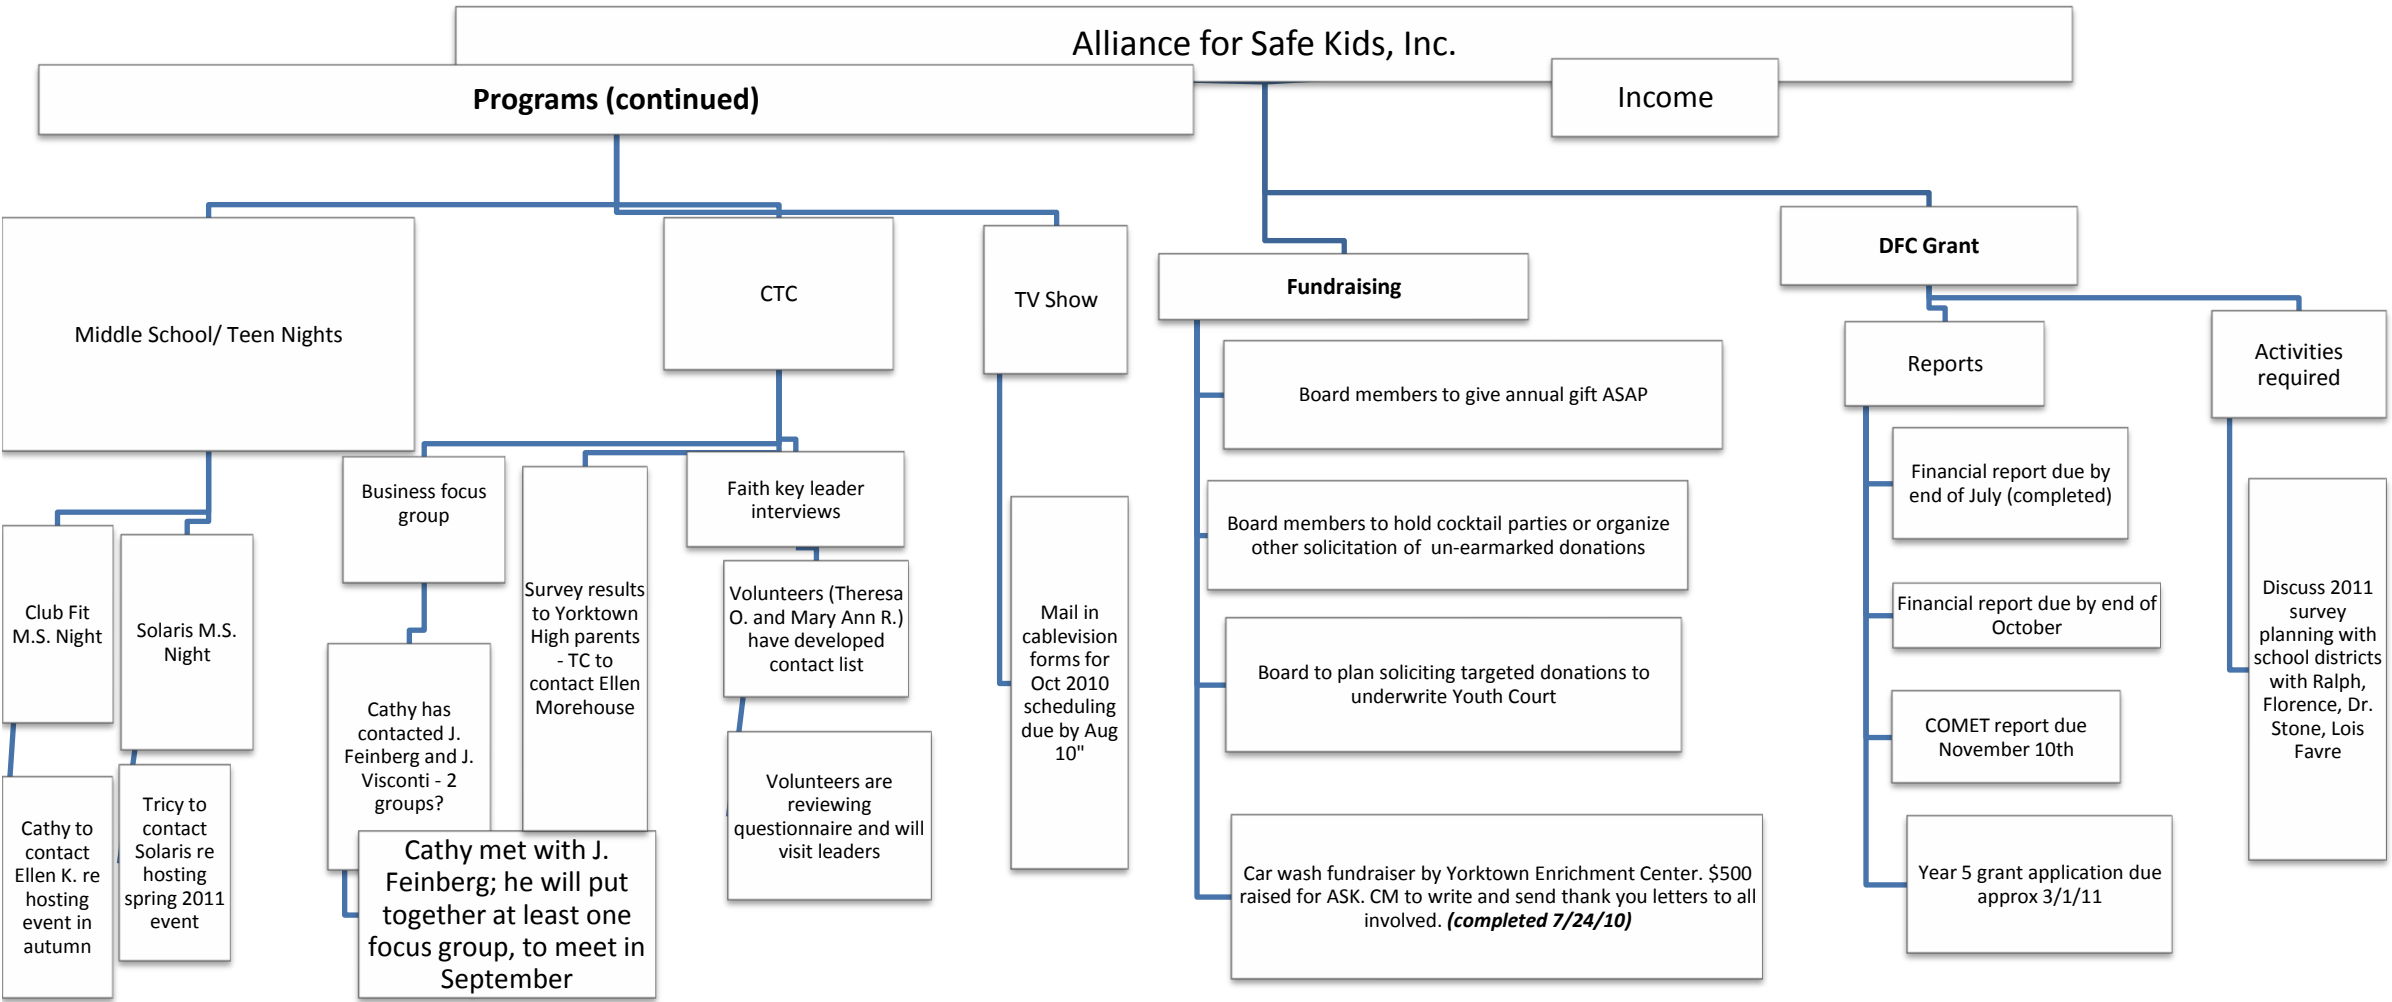 Alliance for Safe Kids, Inc.
Programs (continued)
Income
Middle School/ Teen Nights
CTC
TV Show
Fundraising
DFC Grant
Club Fit
M.S. Night
Solaris M.S.
Night
Cathy to
contact
Ellen K. re
hosting
event in
autumn
Tricy to
contact
Solaris re
hosting
spring 2011
event
Business focus
group
Cathy has
contacted J.
Feinberg and J.
Visconti - 2
groups?
Cathy met with J.
Feinberg; he will put
together at least one
focus group, to meet in
September
Survey results
to Yorktown
High parents
- TC to
contact Ellen
Morehouse
Faith key leader
interviews
Volunteers (Theresa
O. and Mary Ann R.)
have developed
contact list
Volunteers are
reviewing
questionnaire and will
visit leaders
Mail in
cablevision
forms for
Oct 2010
scheduling
due by Aug
10"
Board members to give annual gift ASAP
Board members to hold cocktail parties or organize
other solicitation of un-earmarked donations
Board to plan soliciting targeted donations to
underwrite Youth Court
Car wash fundraiser by Yorktown Enrichment Center. $500
raised for ASK. CM to write and send thank you letters to all
involved. (completed 7/24/10)
Reports
Financial report due by
end of July (completed)
Financial report due by end of
October
COMET report due
November 10th
Year 5 grant application due
approx 3/1/11
Activities
required
Discuss 2011
survey
planning with
school districts
with Ralph,
Florence, Dr.
Stone, Lois
Favre